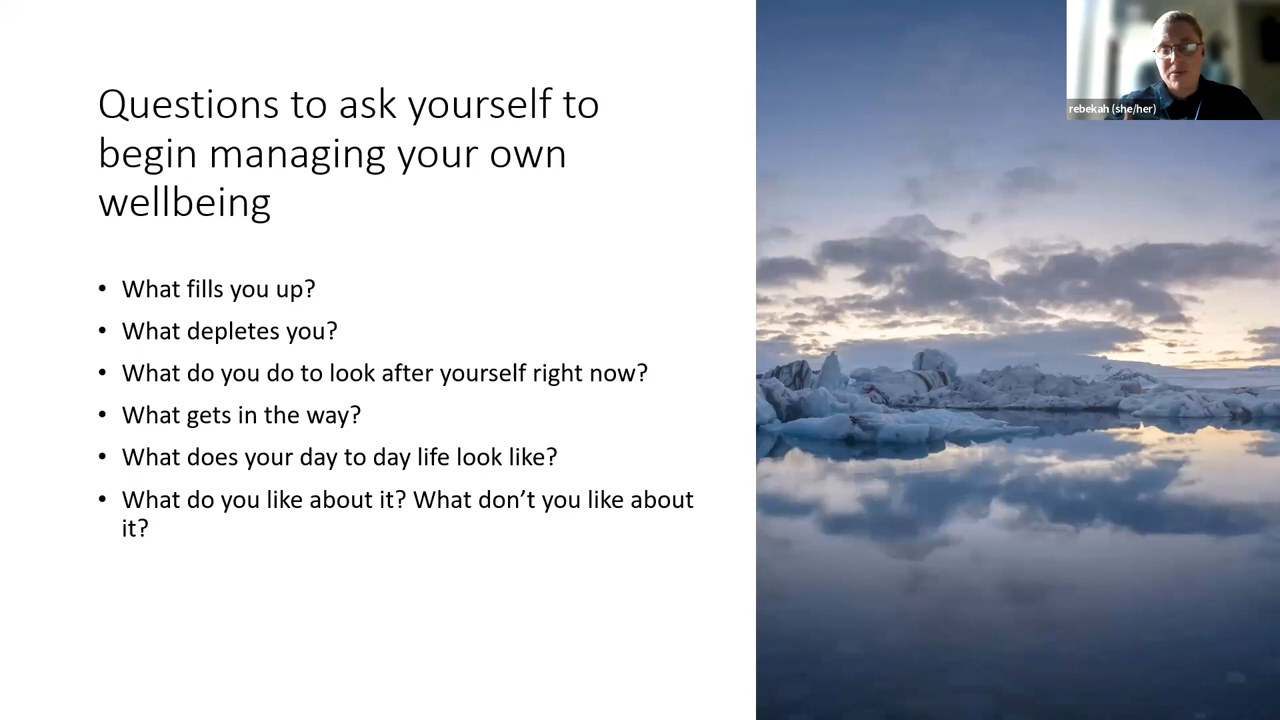 Questions to ask yourself to
begin managing your own
wellbeing
• What fills you up?
• What depletes you?
• What do you do to look after yourself right now?
• What gets in the way?
• What does your day to day life look like?
• What do you like about it? What don’t you like about
it?
rebekah (she/her)